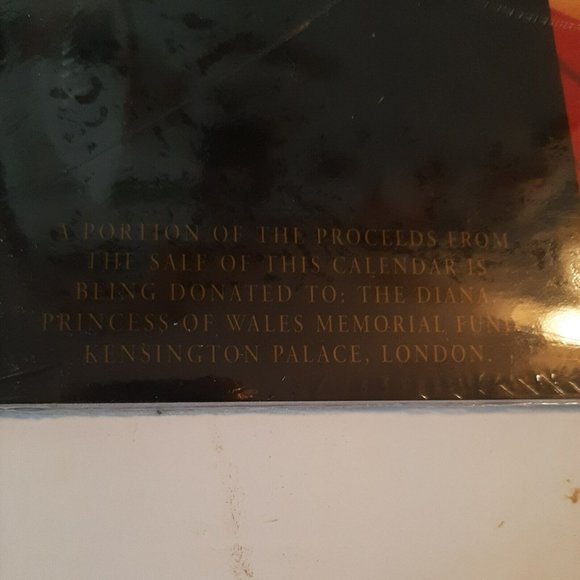 A PORTION OF THE PROCEEDS FROM
THE SALE OF THIS CALENDAR IS
BEING DONATED TO: THE DIANA,
PRINCESS OF WALES MEMORIAL FUND,
KENSINGTON PALACE, LONDON.